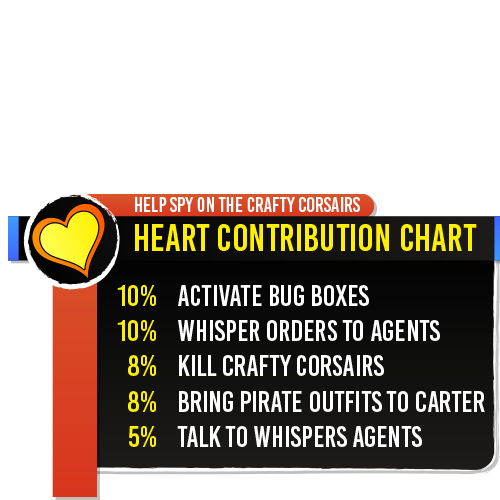 HELP SPY ON THE CRAFTY CORSAIRS
HEART CONTRIBUTION CHART
10% ACTIVATE BUG BOXES
10% WHISPER ORDERS TO AGENTS
8% KILL CRAFTY CORSAIRS
8% BRING PIRATE OUTFITS TO CARTER
5% TALK TO WHISPERS AGENTS